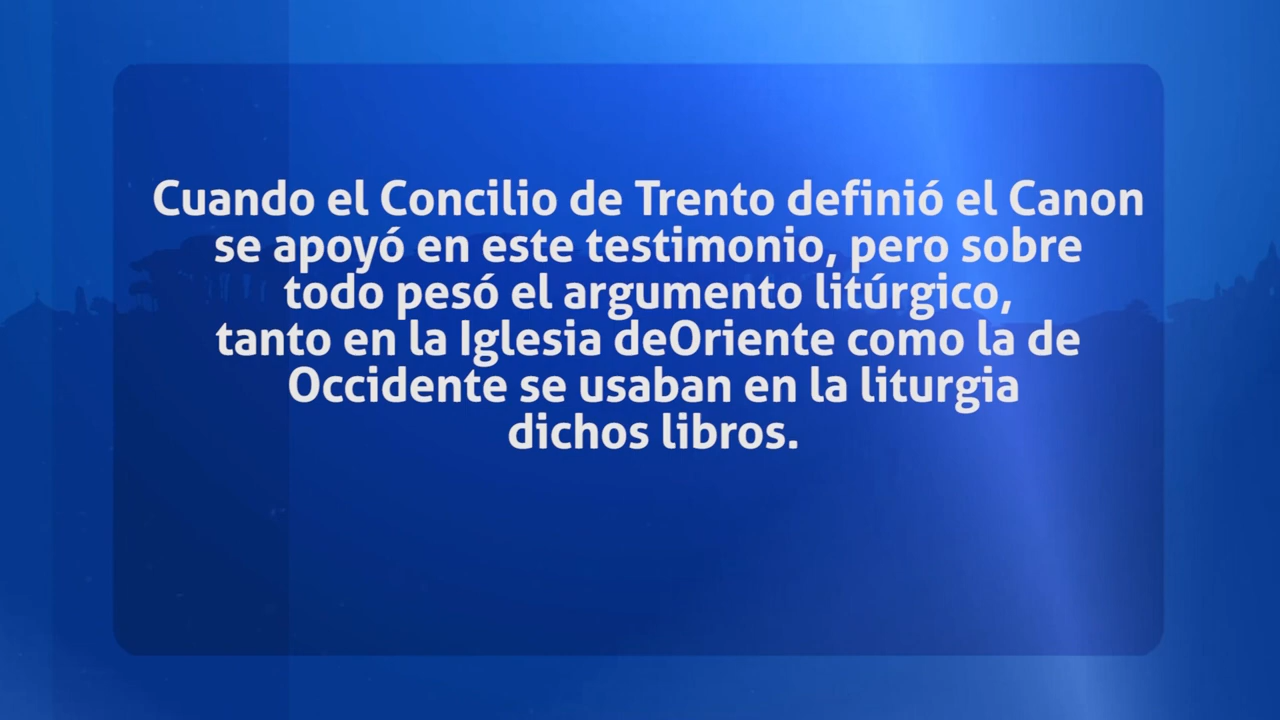 Cuando el Concilio de Trento definió el Canon
se apoyó en este testimonio, pero sobre
todo pesó el argumento litúrgico,
tanto en la Iglesia deOriente como la de
Occidente se usaban en la liturgia
dichos libros.